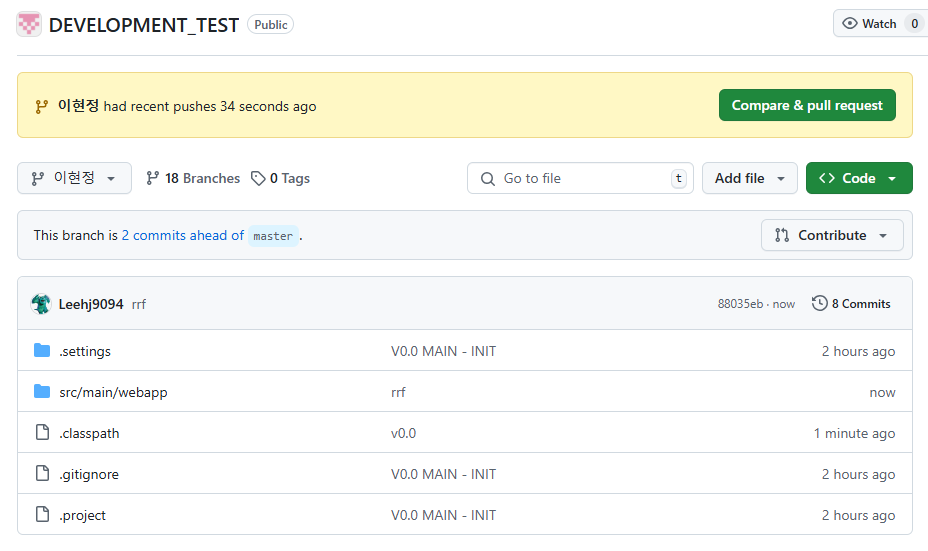 DEVELOPMENT_TEST Public Watch 0
이현정 had recent pushes 34 seconds ago Compare & pull request
이현정 18 Branches 0 Tags Go to file t Add file <> Code
This branch is 2 commits ahead of master . Contribute
Leehj9094 rrf 88035eb · now 8 Commits
.settings V0.0 MAIN - INIT 2 hours ago
src/main/webapp rrf now
.classpath v0.0 1 minute ago
.gitignore V0.0 MAIN - INIT 2 hours ago
.project V0.0 MAIN - INIT 2 hours ago